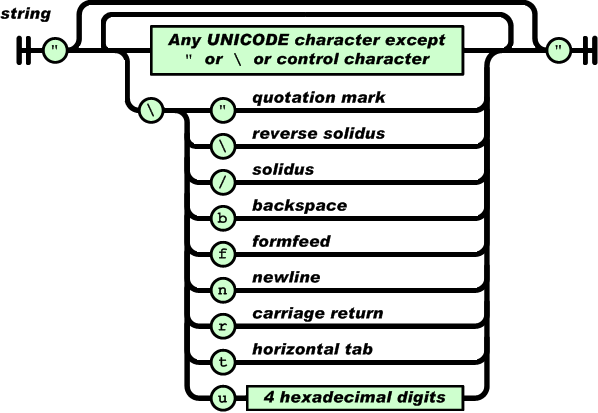 string
" Any UNICODE character except "
" or \ or control character
\ " quotation mark
\ reverse solidus
/ solidus
b backspace
f formfeed
n newline
r carriage return
t horizontal tab
u 4 hexadecimal digits